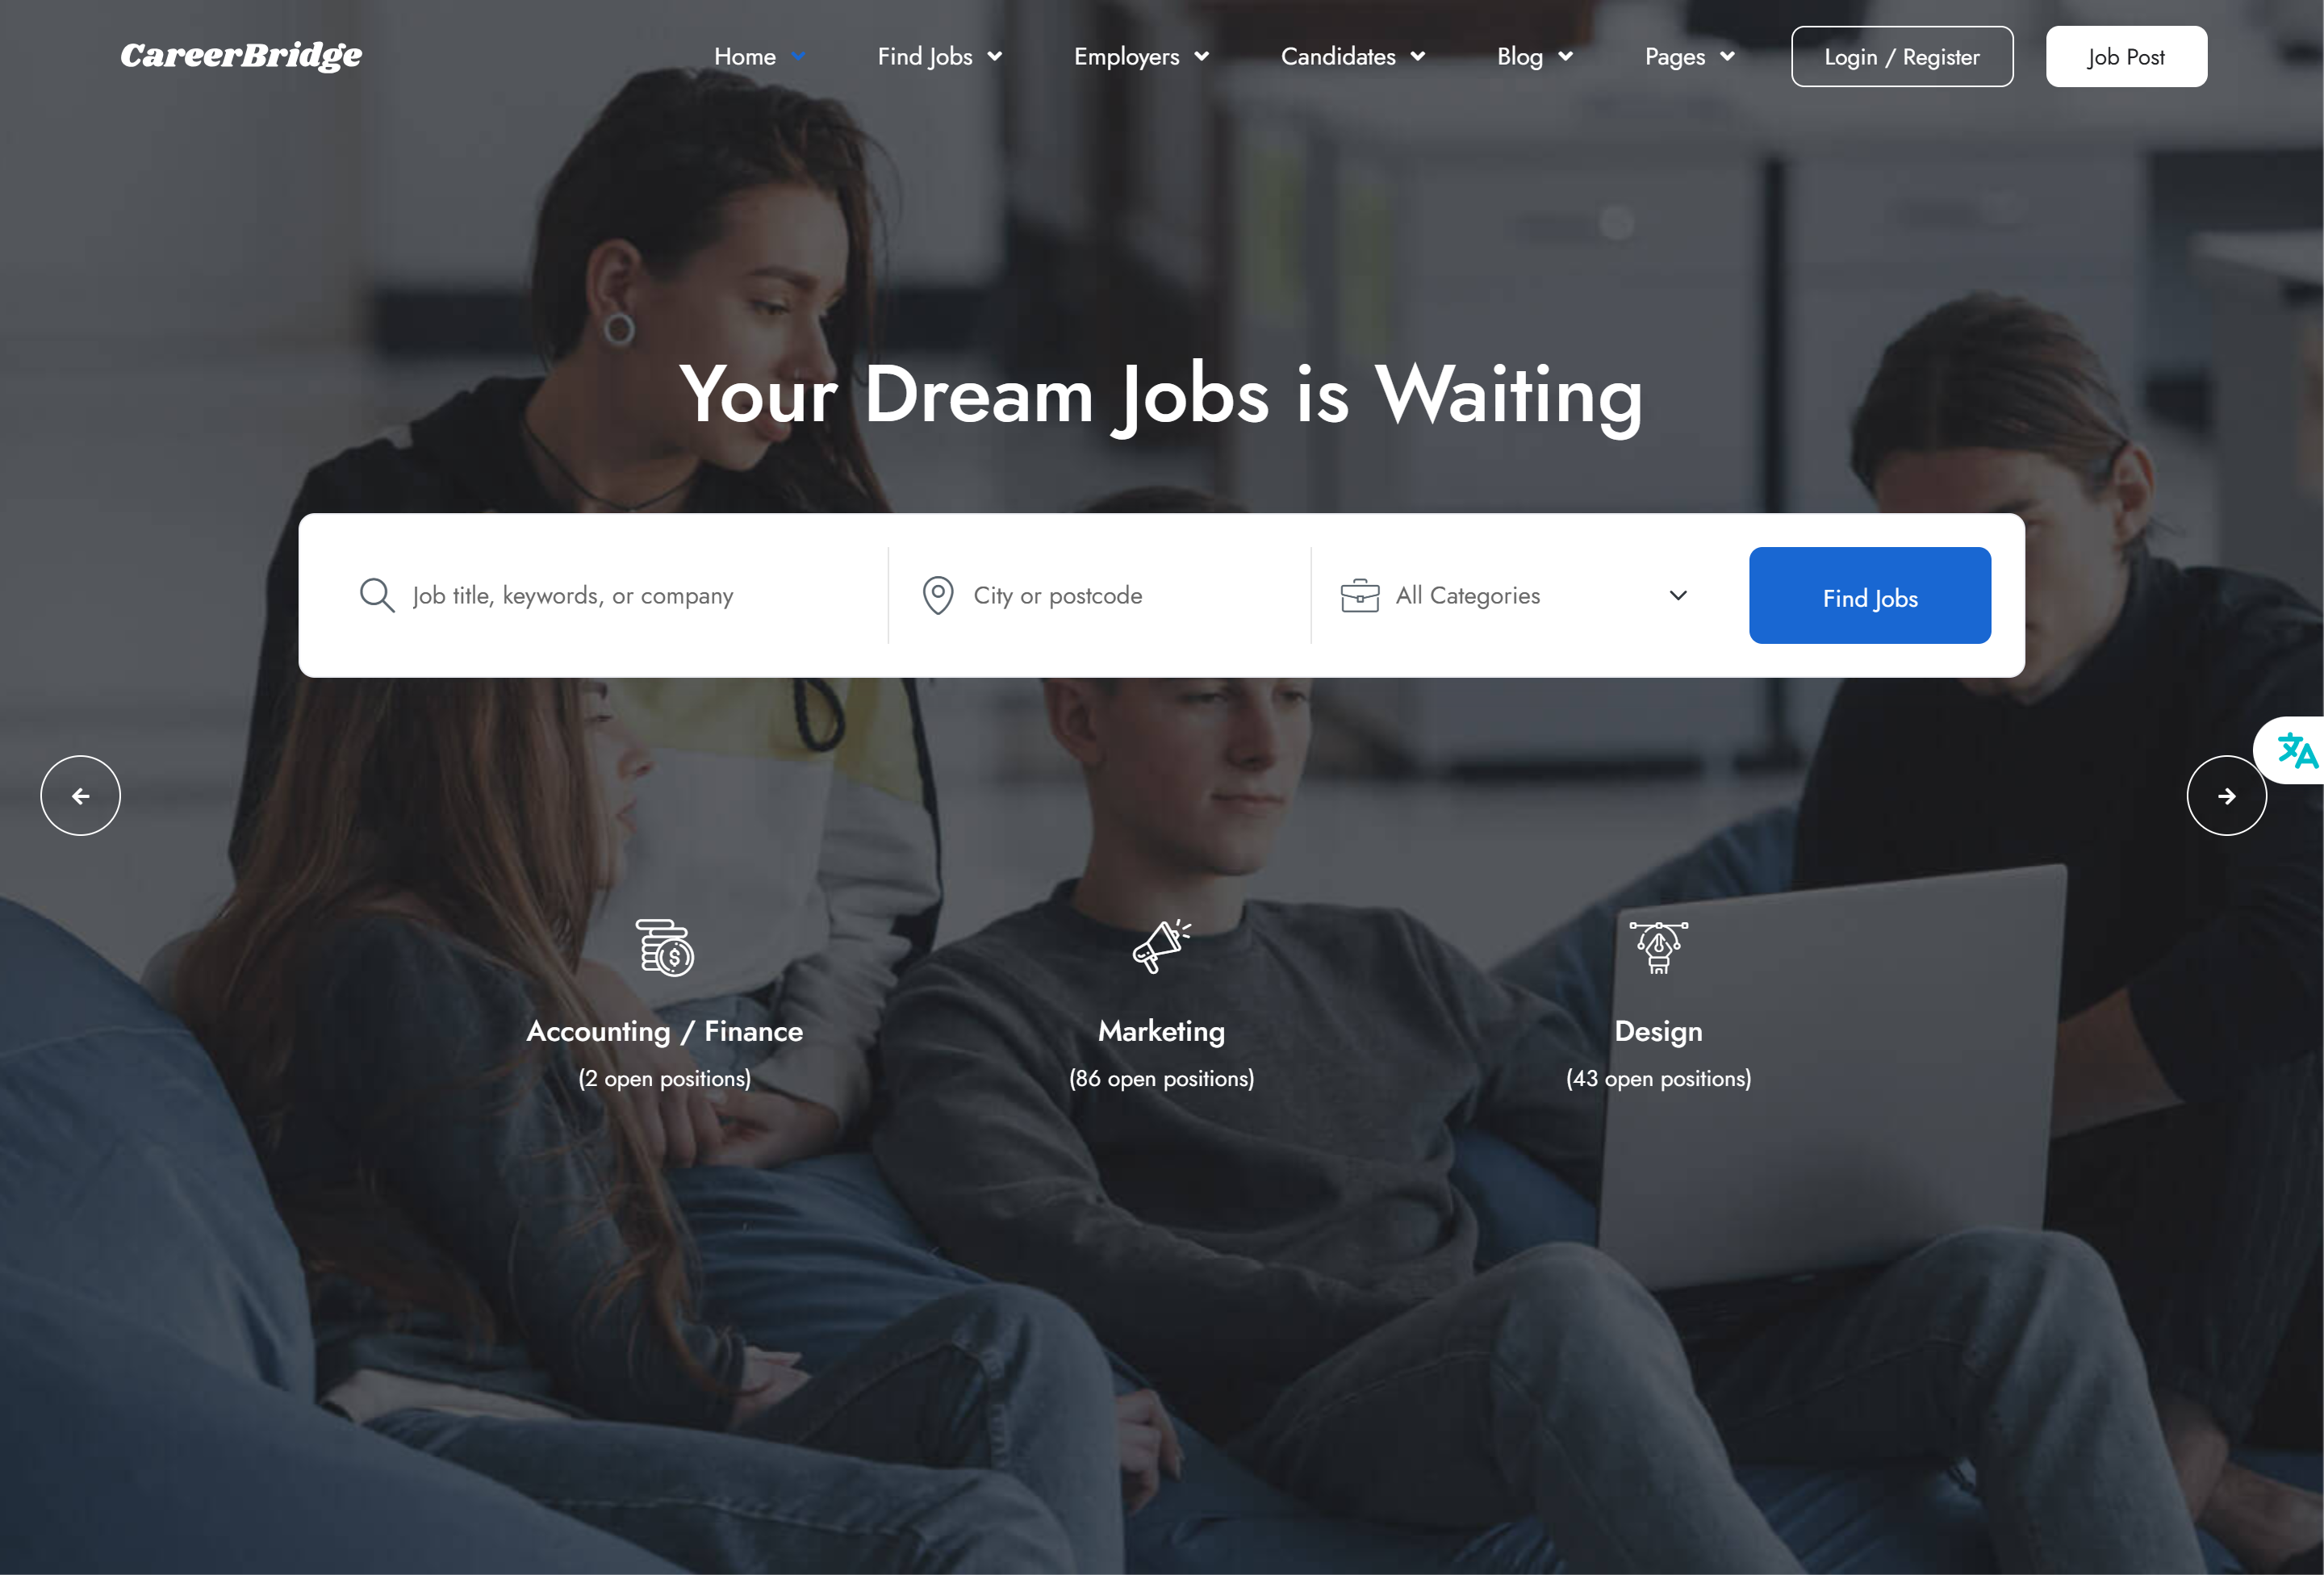 CareerBridge
Home
Find Jobs
Employers
Candidates
Blog
Pages
Login / Register
Job Post
Your Dream Jobs is Waiting
Job title, keywords, or company
City or postcode
All Categories
Find Jobs
Accounting / Finance
(2 open positions)
Marketing
(86 open positions)
Design
(43 open positions)